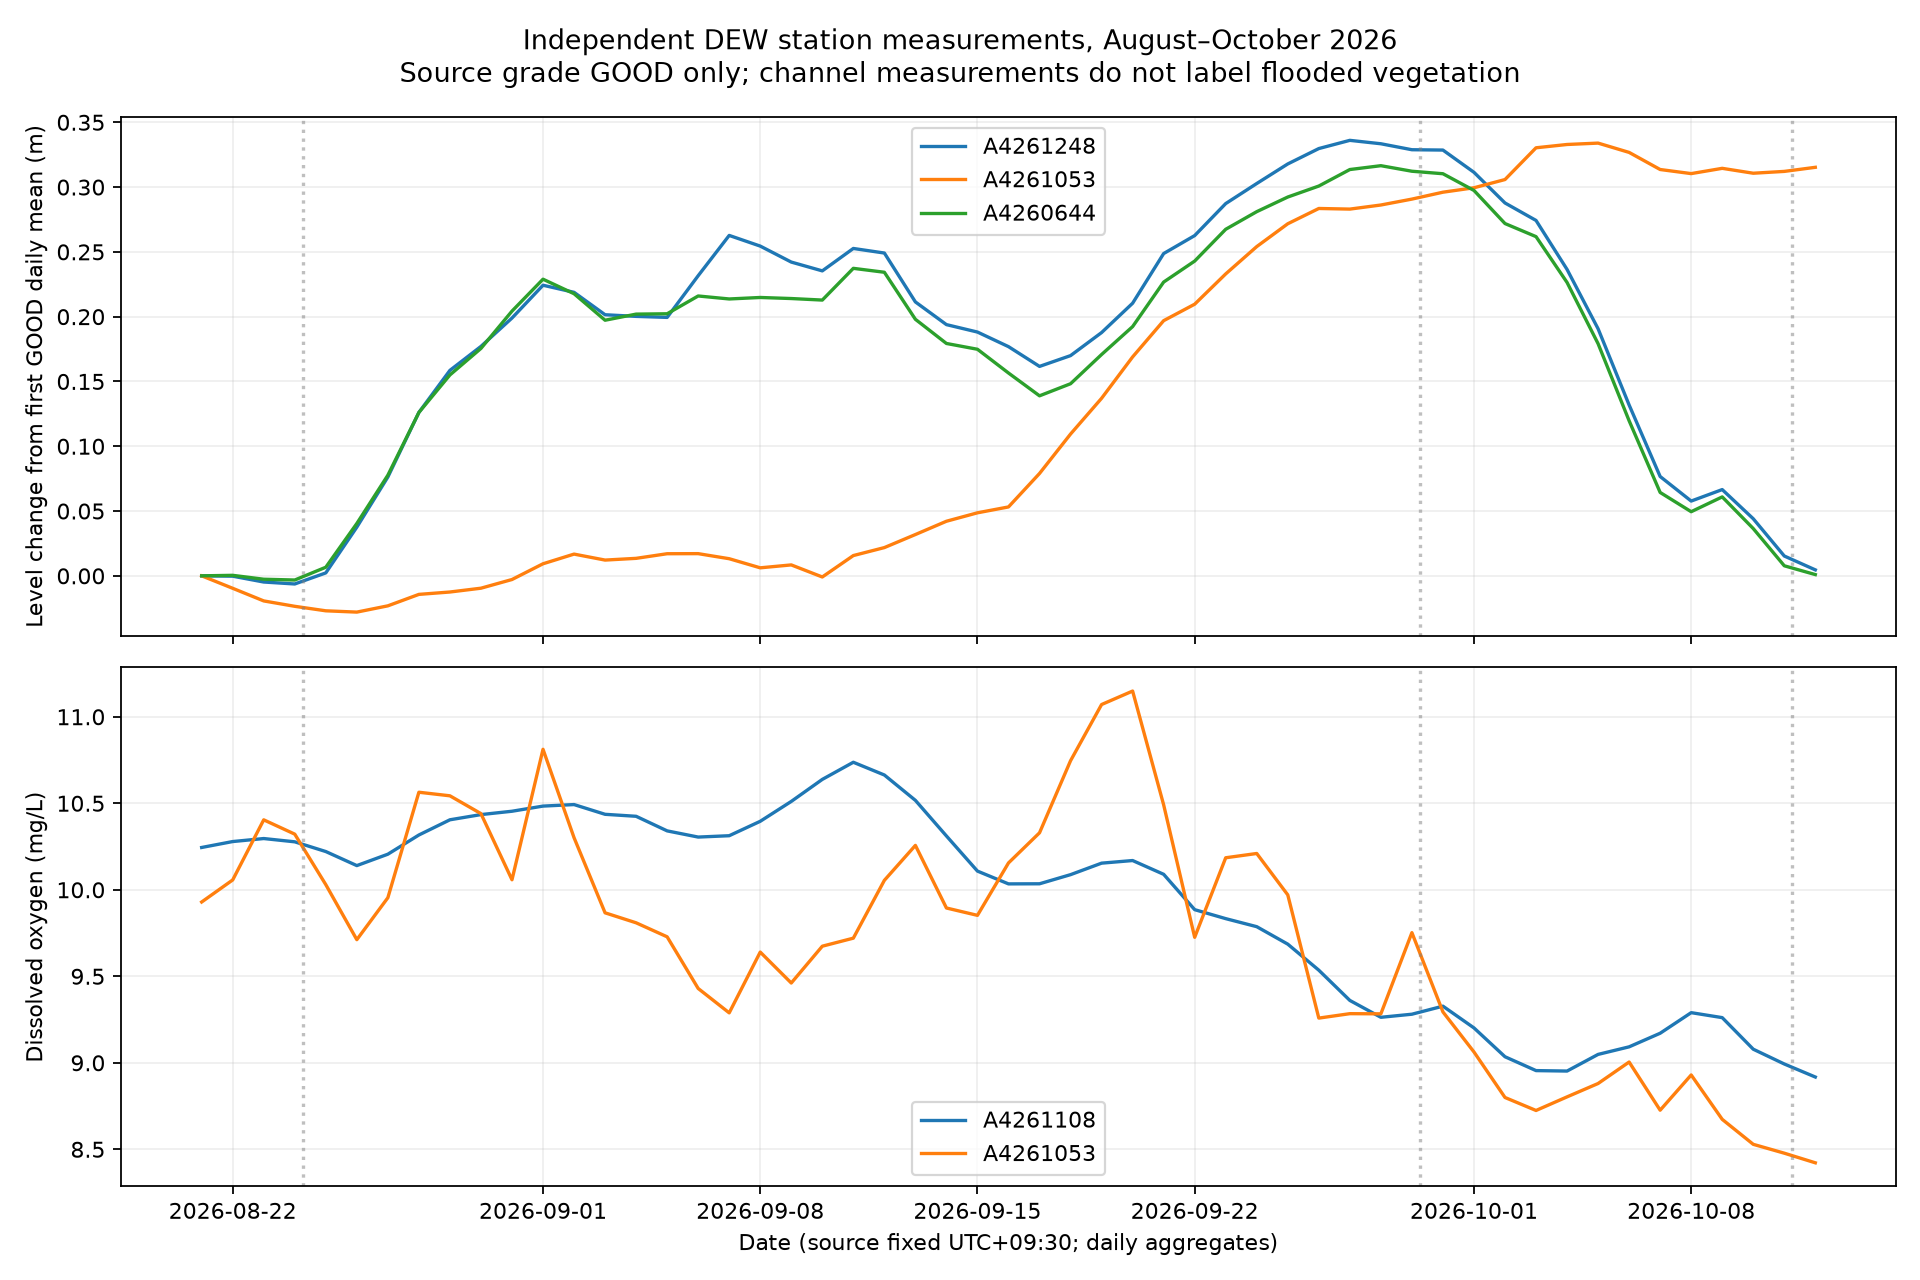 Independent DEW station measurements, August–October 2026
Source grade GOOD only; channel measurements do not label flooded vegetation
Level change from first GOOD daily mean (m)
0.35
0.30
0.25
0.20
0.15
0.10
0.05
0.00
A4261248
A4261053
A4260644
Dissolved oxygen (mg/L)
11.0
10.5
10.0
9.5
9.0
8.5
A4261108
A4261053
2026-08-22
2026-09-01
2026-09-08
2026-09-15
2026-09-22
2026-10-01
2026-10-08
Date (source fixed UTC+09:30; daily aggregates)